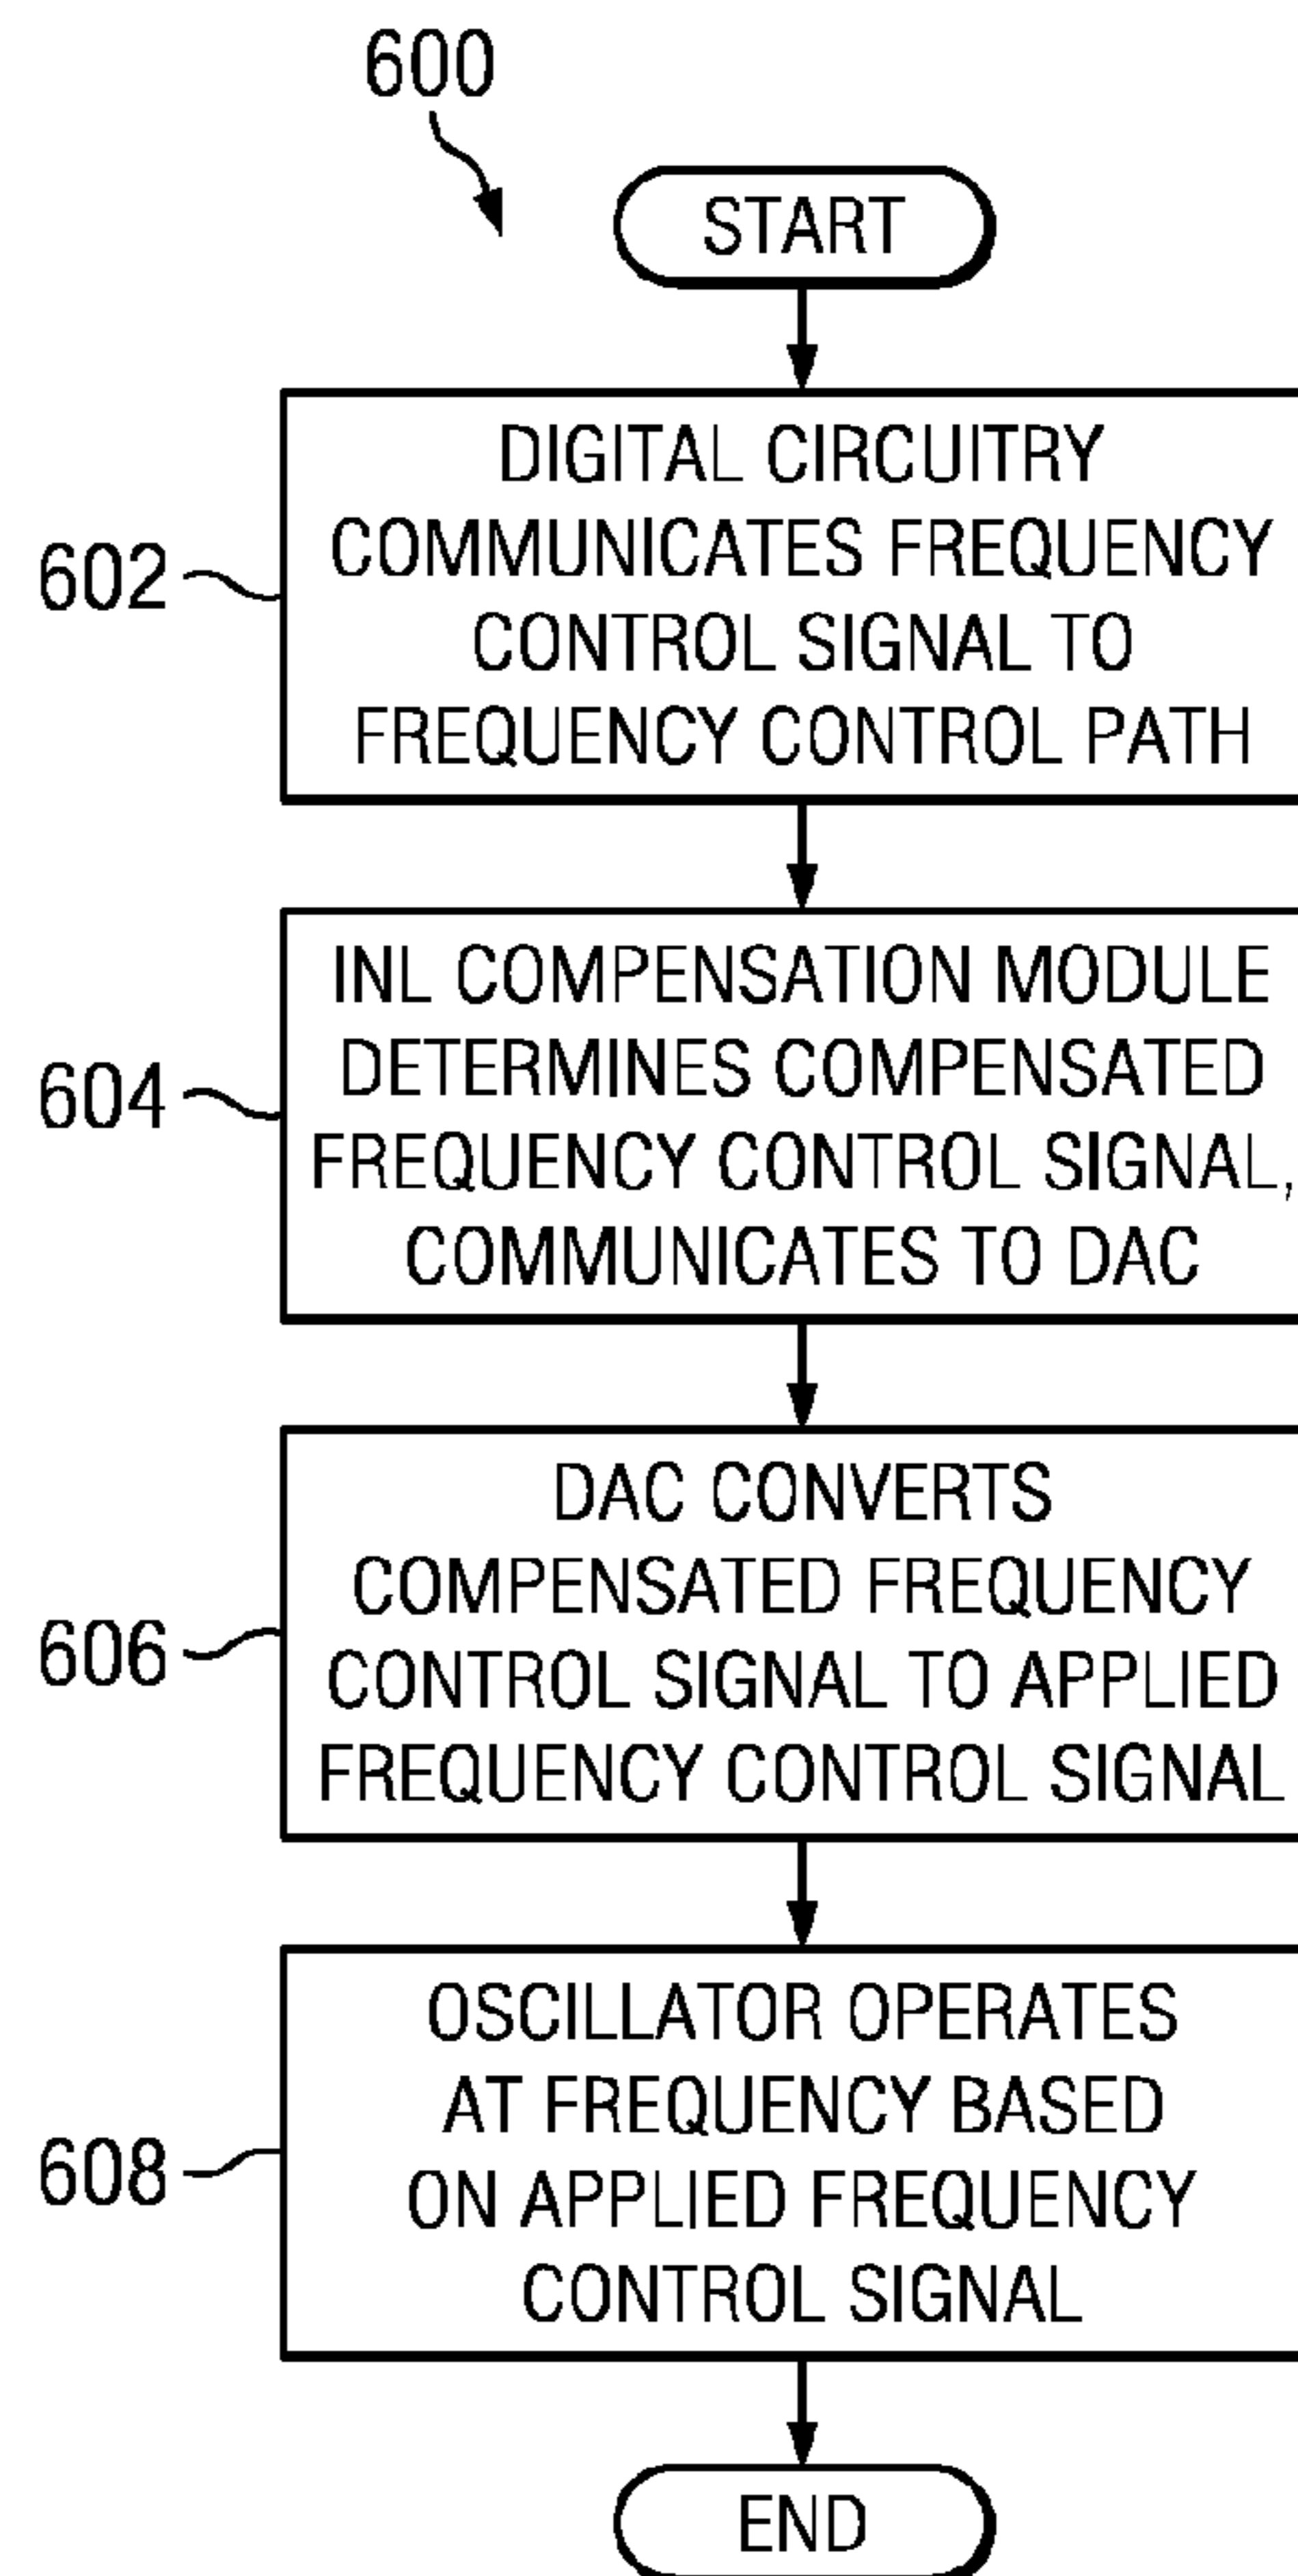 600
START
602
DIGITAL CIRCUITRY
COMMUNICATES FREQUENCY
CONTROL SIGNAL TO
FREQUENCY CONTROL PATH
604
INL COMPENSATION MODULE
DETERMINES COMPENSATED
FREQUENCY CONTROL SIGNAL,
COMMUNICATES TO DAC
606
DAC CONVERTS
COMPENSATED FREQUENCY
CONTROL SIGNAL TO APPLIED
FREQUENCY CONTROL SIGNAL
608
OSCILLATOR OPERATES
AT FREQUENCY BASED
ON APPLIED FREQUENCY
CONTROL SIGNAL
END